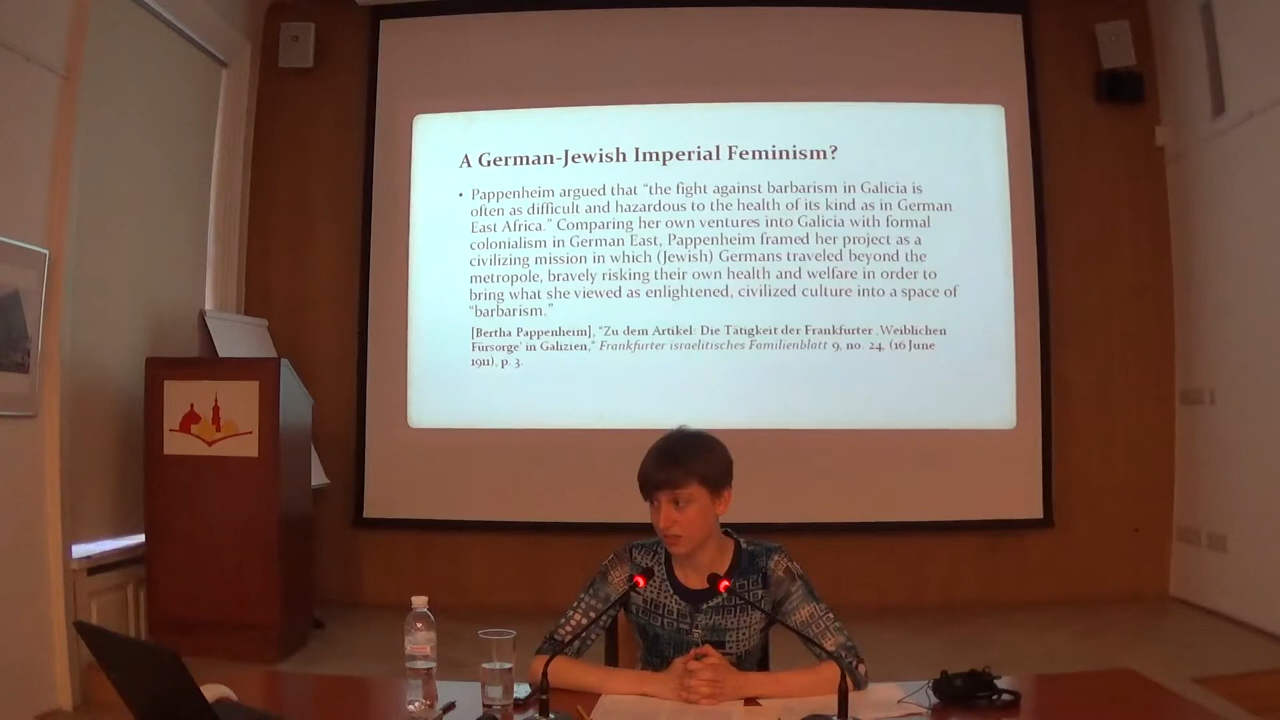 A German-Jewish Imperial Feminism?
• Pappenheim argued that “the fight against barbarism in Galicia is
often as difficult and hazardous to the health of its kind as in German
East Africa.” Comparing her own ventures into Galicia with formal
colonialism in German East, Pappenheim framed her project as a
civilizing mission in which (Jewish) Germans traveled beyond the
metropole, bravely risking their own health and welfare in order to
bring what she viewed as enlightened, civilized culture into a space of
“barbarism.”
[Bertha Pappenheim], “Zu dem Artikel: Die Tätigkeit der Frankfurter ‚Weiblichen
Fürsorge’ in Galizien,” Frankfurter israelitisches Familienblatt 9, no. 24, (16 June
1911), p. 3.